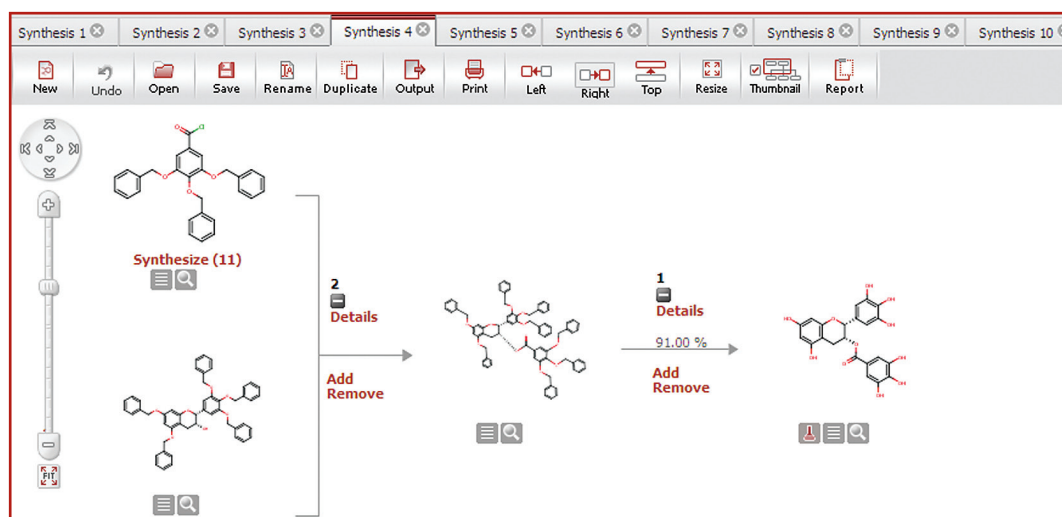 Synthesis 1 Synthesis 2 Synthesis 3 Synthesis 4 Synthesis 5 Synthesis 6 Synthesis 7 Synthesis 8 Synthesis 9 Synthesis 10
New Undo Open Save Rename Duplicate Output Print Left Right Top Resize Thumbnail Report
Synthesize (11)
2
Details
Add
Remove
1
Details
91.00 %
Add
Remove
FIT